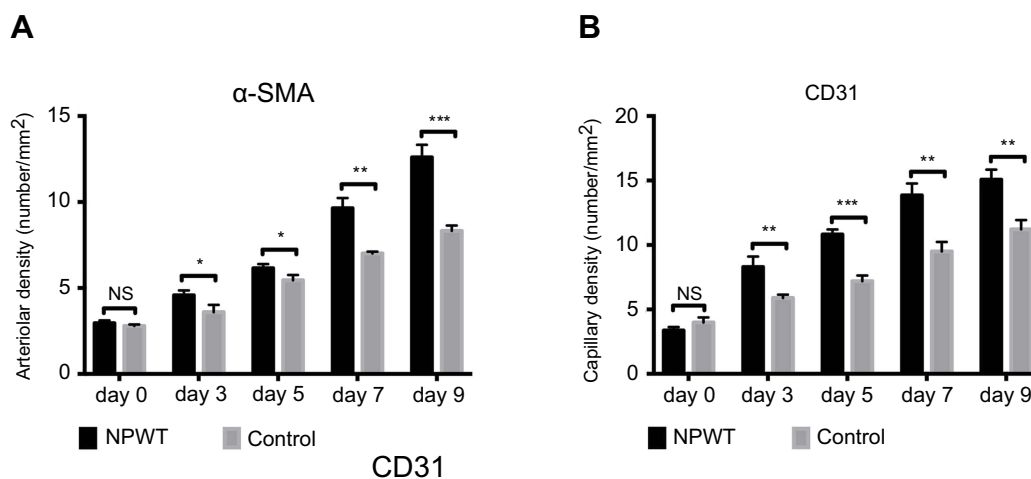 A
α-SMA
Arteriolar density (number/mm²)
15
10
5
0
NS
*
*
**
***
day 0 day 3 day 5 day 7 day 9
NPWT Control
CD31
B
CD31
Capillary density (number/mm²)
20
15
10
5
0
NS
**
***
**
**
day 0 day 3 day 5 day 7 day 9
NPWT Control